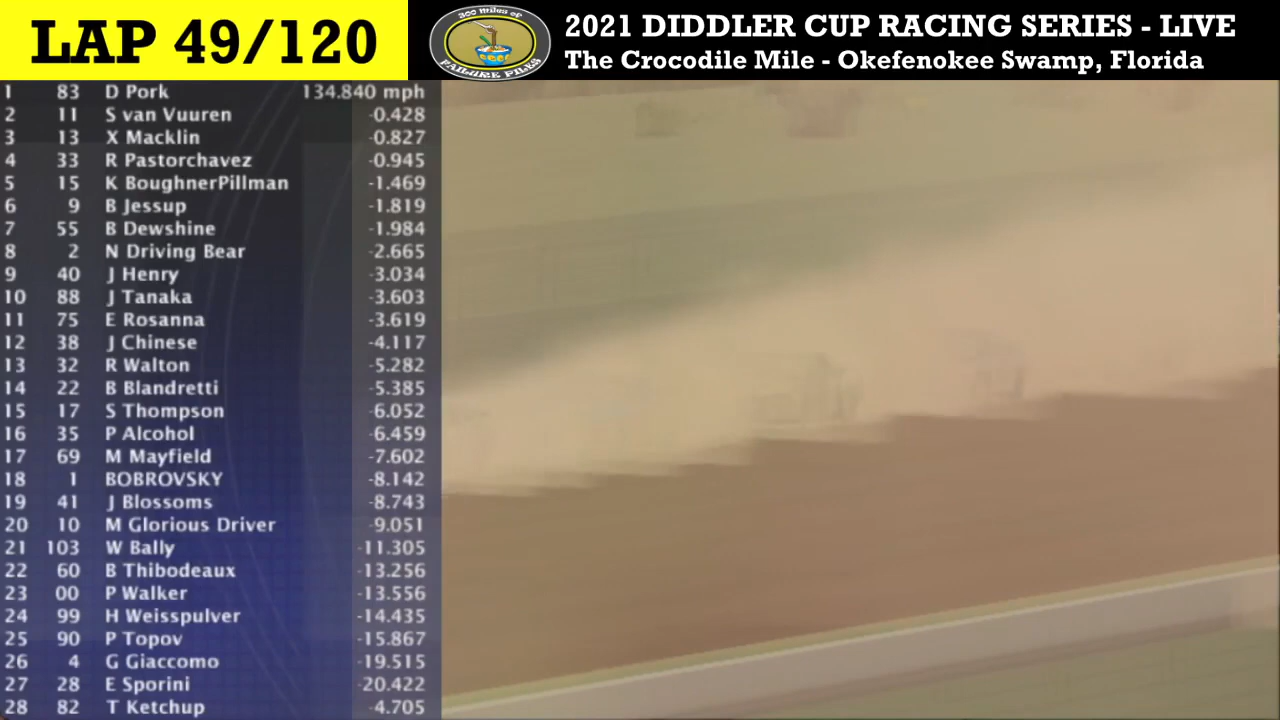 LAP 49/120
300 Miles of
FAILURE PILES
2021 DIDDLER CUP RACING SERIES - LIVE
The Crocodile Mile - Okefenokee Swamp, Florida
1 83 D Pork 134.840 mph
2 11 S van Vuuren -0.428
3 13 X Macklin -0.827
4 33 R Pastorchavez -0.945
5 15 K BoughnerPillman -1.469
6 9 B Jessup -1.819
7 55 B Dewshine -1.984
8 2 N Driving Bear -2.665
9 40 J Henry -3.034
10 88 J Tanaka -3.603
11 75 E Rosanna -3.619
12 38 J Chinese -4.117
13 32 R Walton -5.282
14 22 B Blandretti -5.385
15 17 S Thompson -6.052
16 35 P Alcohol -6.459
17 69 M Mayfield -7.602
18 1 BOBROVSKY -8.142
19 41 J Blossoms -8.743
20 10 M Glorious Driver -9.051
21 103 W Bally -11.305
22 60 B Thibodeaux -13.256
23 00 P Walker -13.556
24 99 H Weisspulver -14.435
25 90 P Topov -15.867
26 4 G Giaccomo -19.515
27 28 E Sporini -20.422
28 82 T Ketchup -4.705